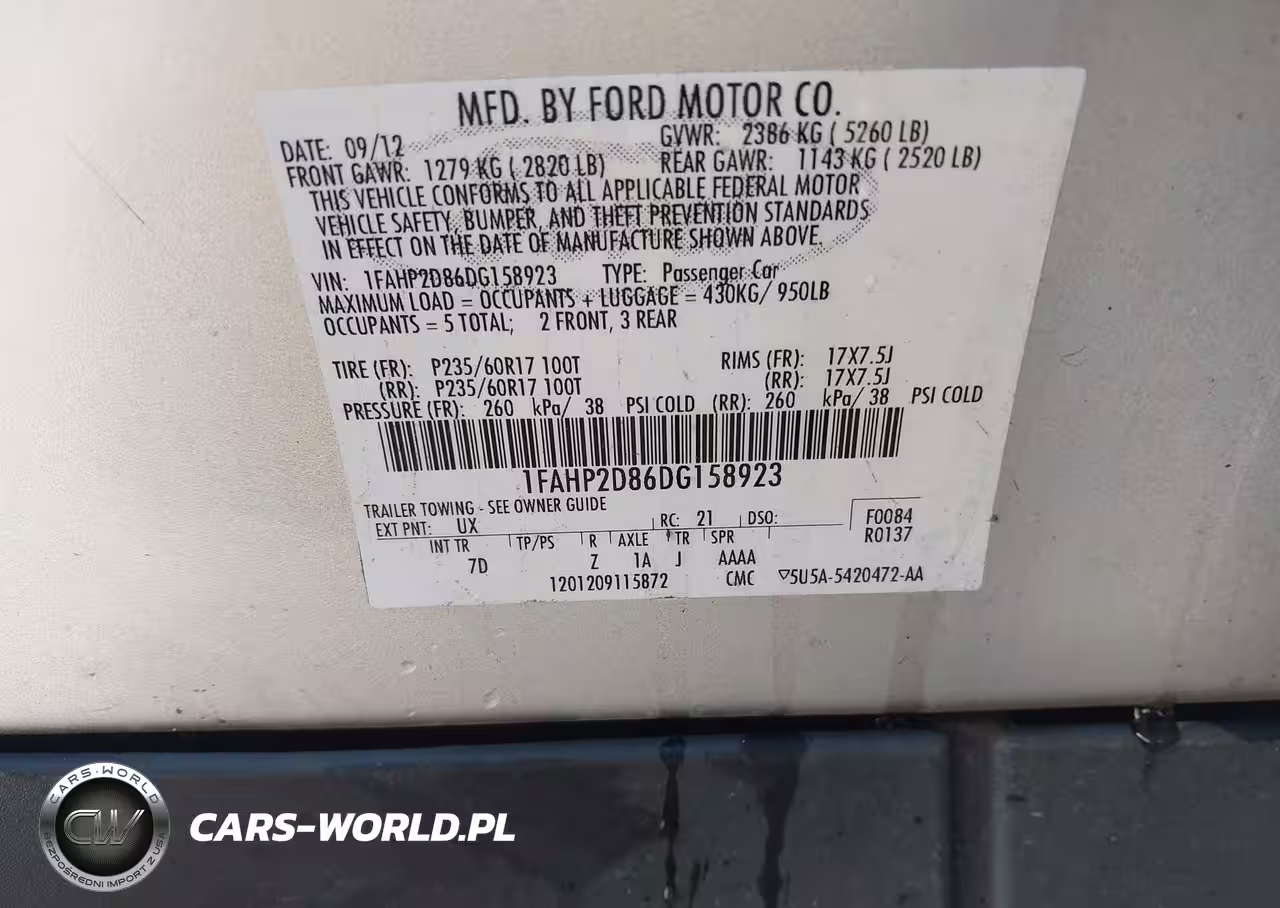 MFD. BY FORD MOTOR CO.
DATE: 09/12 GVWR: 2386 KG ( 5260 LB)
FRONT GAWR: 1279 KG ( 2820 LB) REAR GAWR: 1143 KG ( 2520 LB)
THIS VEHICLE CONFORMS TO ALL APPLICABLE FEDERAL MOTOR
VEHICLE SAFETY, BUMPER, AND THEFT PREVENTION STANDARDS
IN EFFECT ON THE DATE OF MANUFACTURE SHOWN ABOVE.
VIN: 1FAHP2D86DG158923 TYPE: Passenger Car
MAXIMUM LOAD = OCCUPANTS + LUGGAGE = 430KG/ 950LB
OCCUPANTS = 5 TOTAL; 2 FRONT, 3 REAR
TIRE (FR): P235/60R17 100T RIMS (FR): 17X7.5J
(RR): P235/60R17 100T (RR): 17X7.5J
PRESSURE (FR): 260 kPa/ 38 PSI COLD (RR): 260 kPa/ 38 PSI COLD
1FAHP2D86DG158923
TRAILER TOWING - SEE OWNER GUIDE
EXT PNT: UX RC: 21 DSO: F0084
R0137
INT TR TP/PS R AXLE TR SPR
7D Z 1A J AAAA
1201209115872 CMC ▽5U5A-5420472-AA
CARS-WORLD
CW
BEZPOŚREDNI IMPORT Z USA
CARS-WORLD.PL